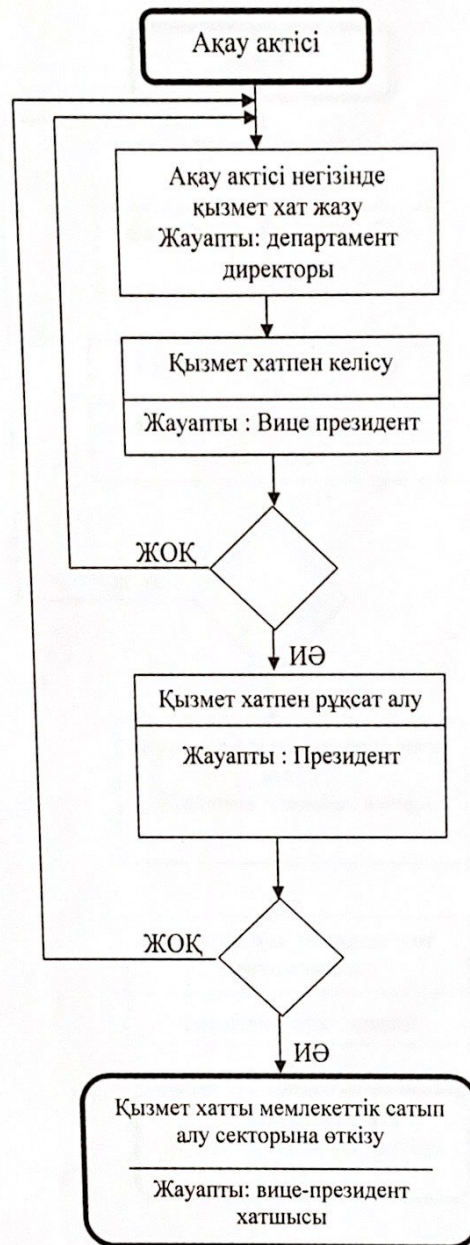 Ақау актісі
Ақау актісі негізінде
қызмет хат жазу
Жауапты: департамент
директоры
Қызмет хатпен келісу
Жауапты : Вице президент
ЖОҚ
ИӘ
Қызмет хатпен рұқсат алу
Жауапты : Президент
ЖОҚ
ИӘ
Қызмет хатты мемлекеттік сатып
алу секторына өткізу
Жауапты: вице-президент
хатшысы